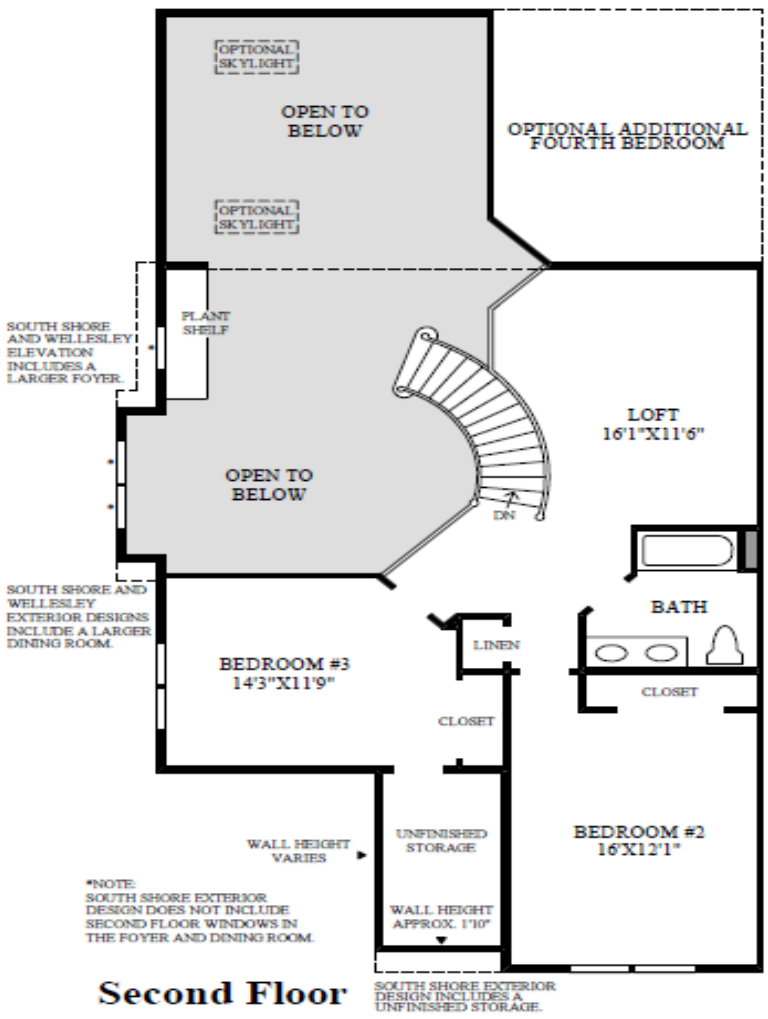 OPTIONAL
SKYLIGHT
OPEN TO
BELOW
OPTIONAL ADDITIONAL
FOURTH BEDROOM
OPTIONAL
SKYLIGHT
PLANT
SHELF
SOUTH SHORE
AND WELLESLEY
ELEVATION
INCLUDES A
LARGER FOYER.
*
LOFT
16'1"X11'6"
*
OPEN TO
BELOW
*
DN
SOUTH SHORE AND
WELLESLEY
EXTERIOR DESIGNS
INCLUDE A LARGER
DINING ROOM.
BATH
LINEN
BEDROOM #3
14'3"X11'9"
CLOSET
CLOSET
UNFINISHED
STORAGE
BEDROOM #2
16'X12'1"
WALL HEIGHT
VARIES
*NOTE:
SOUTH SHORE EXTERIOR
DESIGN DOES NOT INCLUDE
SECOND FLOOR WINDOWS IN
THE FOYER AND DINING ROOM.
WALL HEIGHT
APPROX. 1'10"
Second Floor
SOUTH SHORE EXTERIOR
DESIGN INCLUDES A
UNFINISHED STORAGE.